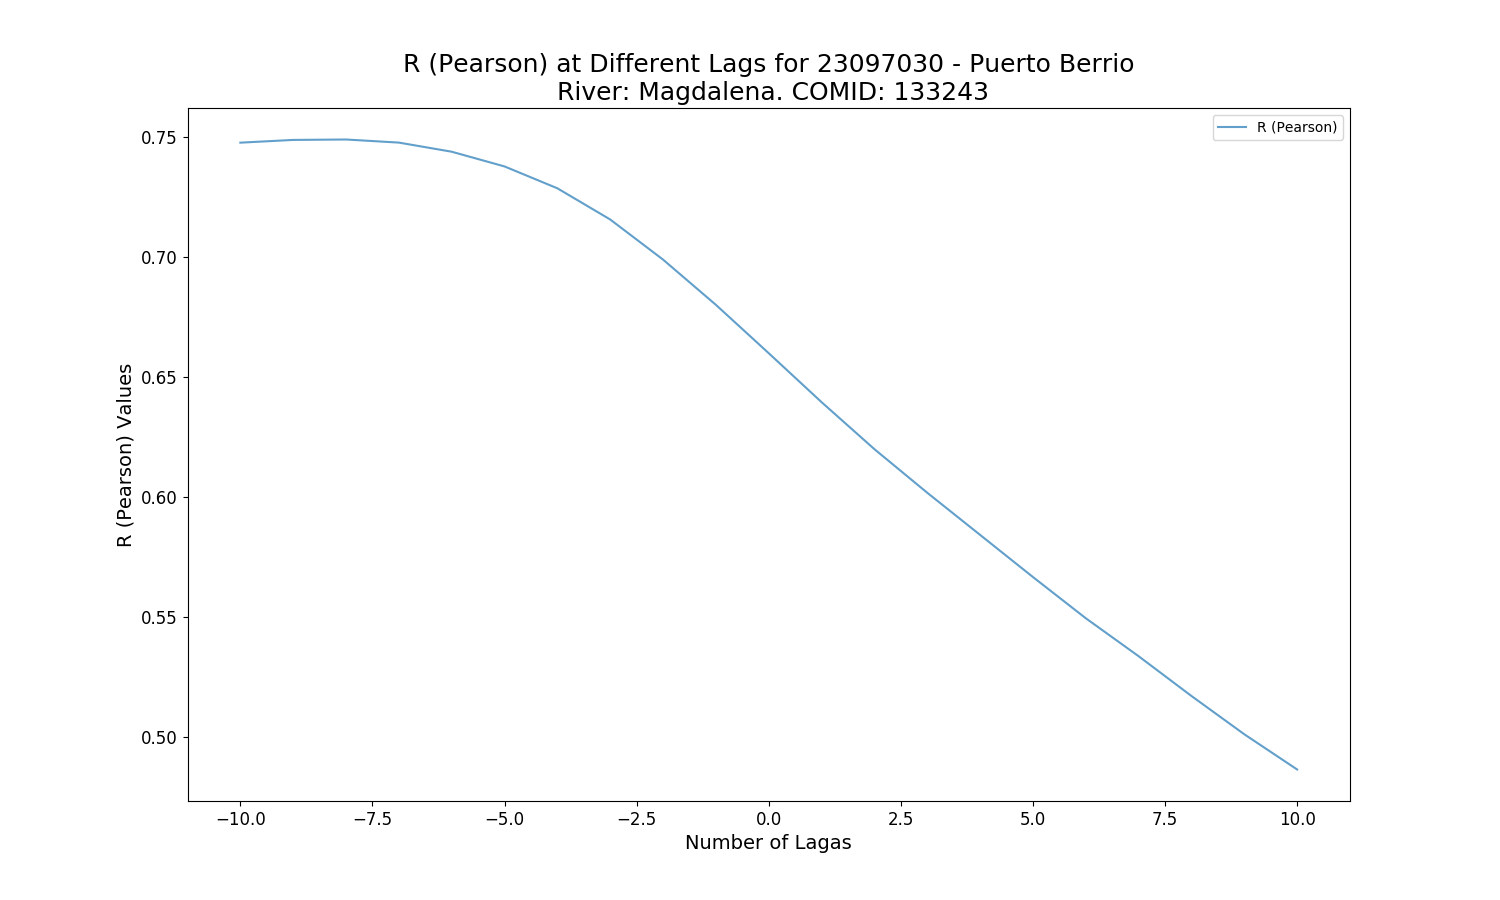 R (Pearson) at Different Lags for 23097030 - Puerto Berrio
River: Magdalena. COMID: 133243
R (Pearson)
0.75
0.70
0.65
0.60
0.55
0.50
R (Pearson) Values
−10.0 −7.5 −5.0 −2.5 0.0 2.5 5.0 7.5 10.0
Number of Lagas